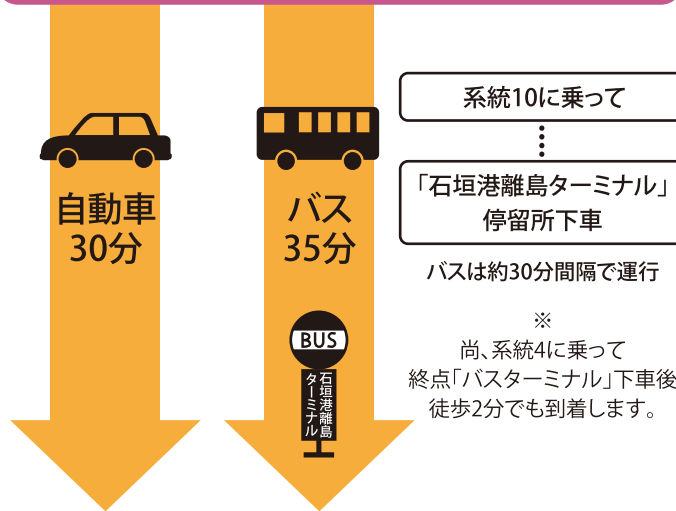 自動車
30分
バス
35分
BUS
石垣港離島
ターミナル
系統10に乗って
「石垣港離島ターミナル」
停留所下車
バスは約30分間隔で運行
※
尚、系統4に乗って
終点「バスターミナル」下車後
徒歩2分でも到着します。